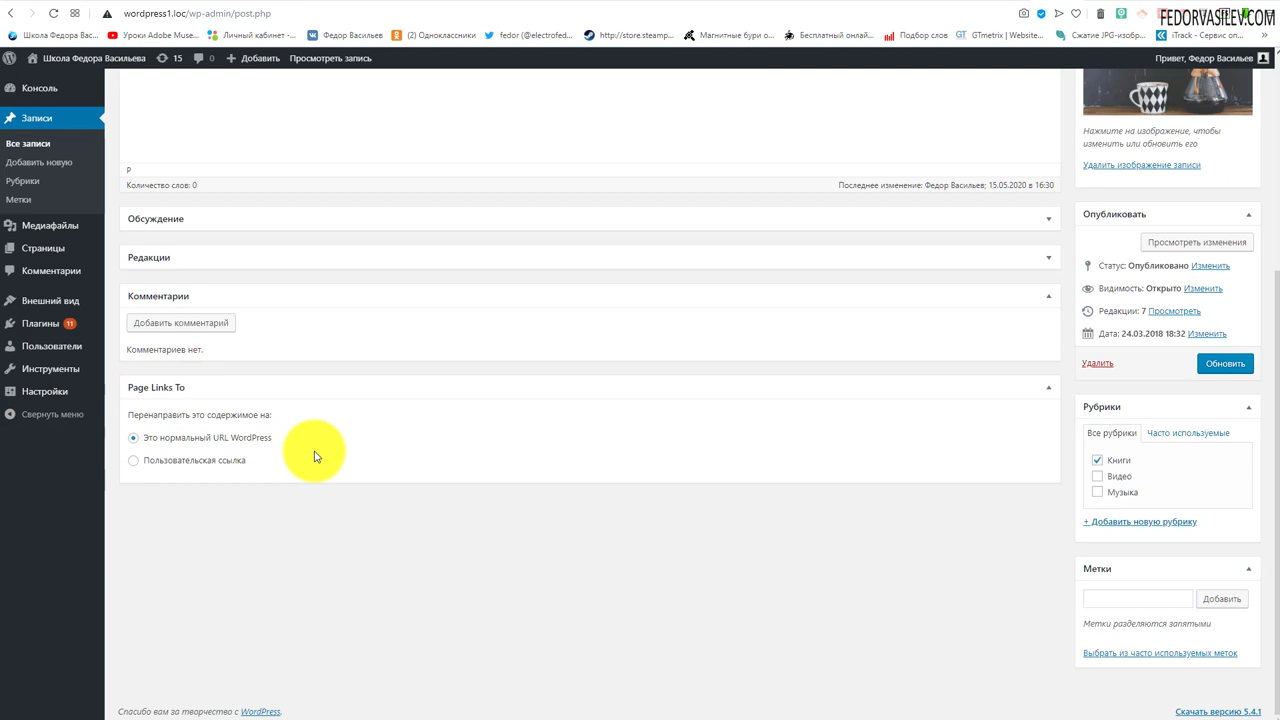 wordpress1.loc/wp-admin/post.php
FEDORVASILEV.COM
Школа Федора Вас...
Уроки Adobe Muse...
Личный кабинет -...
Федор Васильев
(2) Одноклассники
fedor (@electrofed...
http://store.steamp...
Магнитные бури о...
Бесплатный онлай...
Подбор слов
GTmetrix | Website...
Сжатие JPG-изобр...
iTrack - Сервис оп...
Школа Федора Васильева
15
0
Добавить
Просмотреть запись
Привет, Федор Васильев
Консоль
Записи
Все записи
Добавить новую
Рубрики
Метки
Медиафайлы
Страницы
Комментарии
Внешний вид
Плагины 11
Пользователи
Инструменты
Настройки
Свернуть меню
P
Количество слов: 0
Последнее изменение: Федор Васильев; 15.05.2020 в 16:30
Обсуждение
Редакции
Комментарии
Добавить комментарий
Комментариев нет.
Page Links To
Перенаправить это содержимое на:
Это нормальный URL WordPress
Пользовательская ссылка
Нажмите на изображение, чтобы
изменить или обновить его
Удалить изображение записи
Опубликовать
Просмотреть изменения
Статус: Опубликовано Изменить
Видимость: Открыто Изменить
Редакции: 7 Просмотреть
Дата: 24.03.2018 18:32 Изменить
Удалить
Обновить
Рубрики
Все рубрики
Часто используемые
Книги
Видео
Музыка
+ Добавить новую рубрику
Метки
Добавить
Метки разделяются запятыми
Выбрать из часто используемых меток
Спасибо вам за творчество с WordPress.
Скачать версию 5.4.1